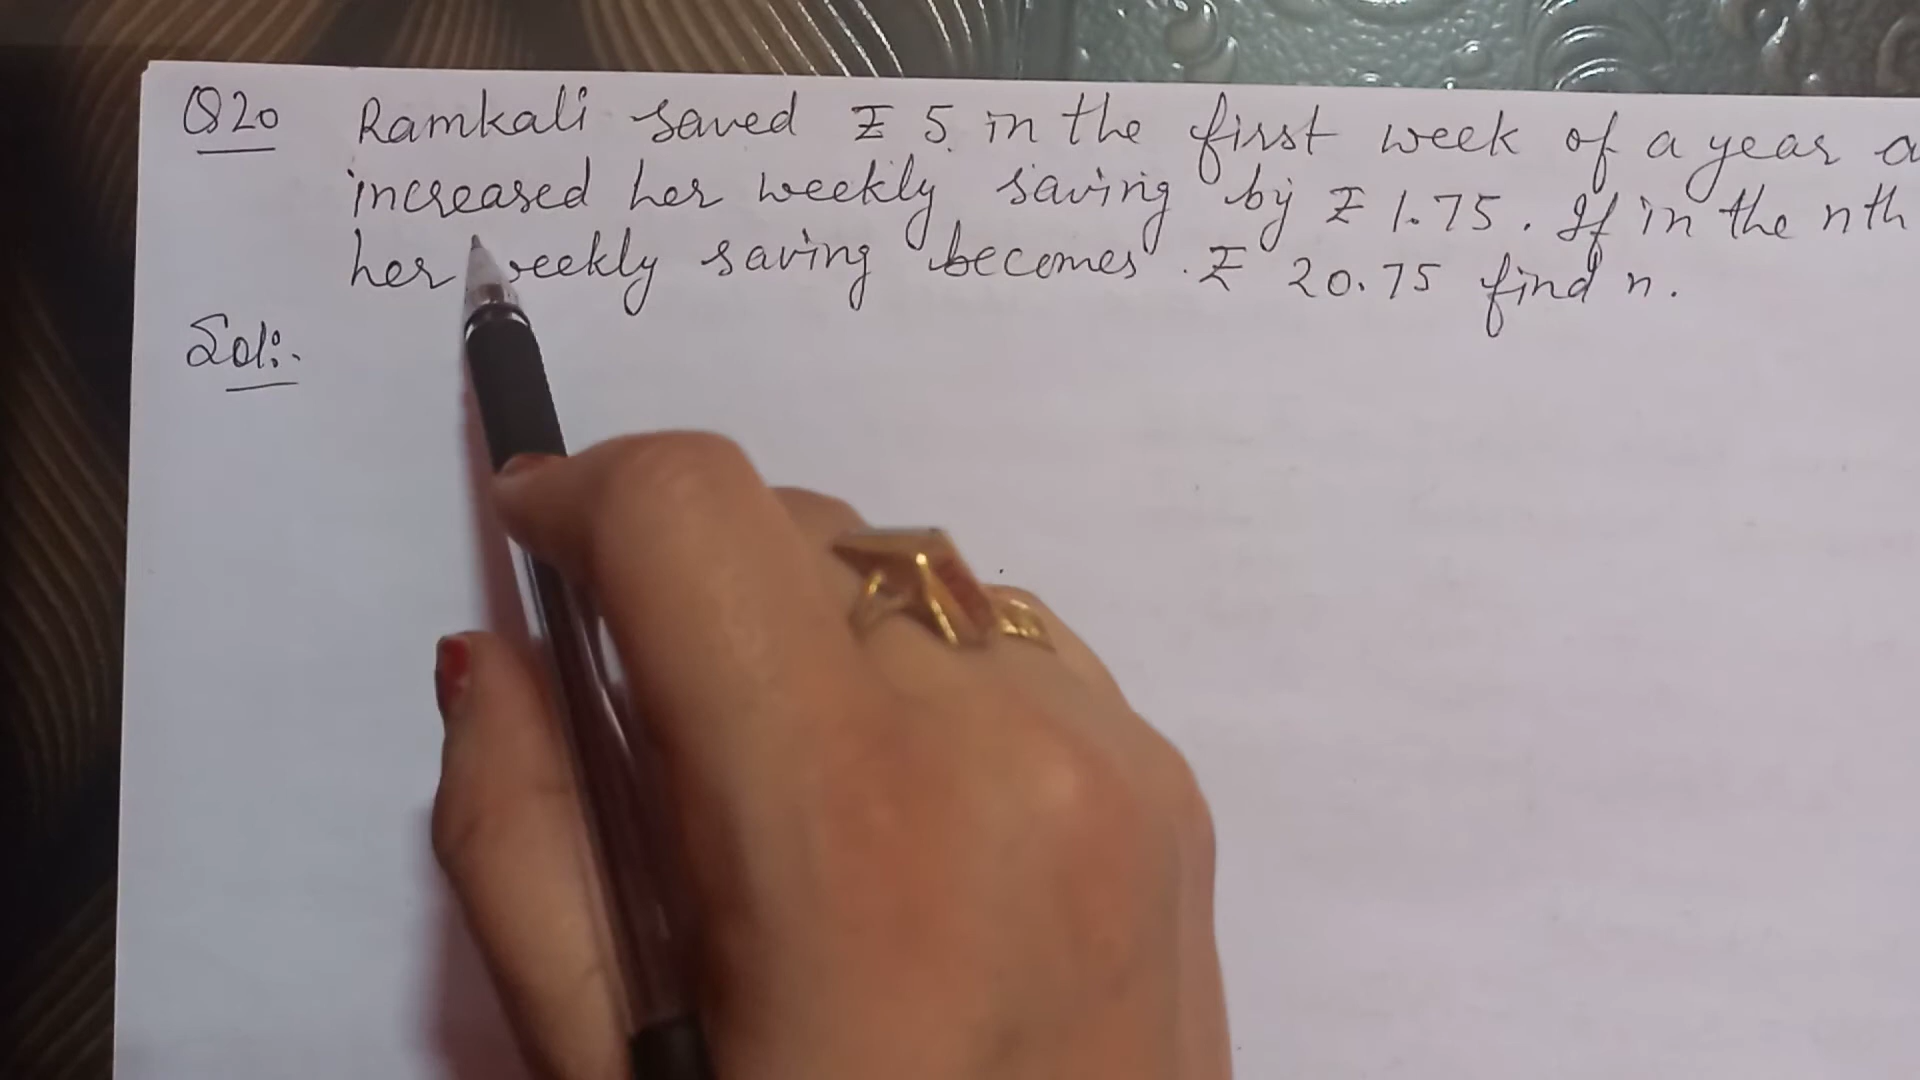 Q20 Ramkali saved ₹ 5 in the first week of a year
increased her weekly saving by ₹ 1.75. If in the nth
her weekly saving becomes ₹ 20.75 find n.
Sol:-